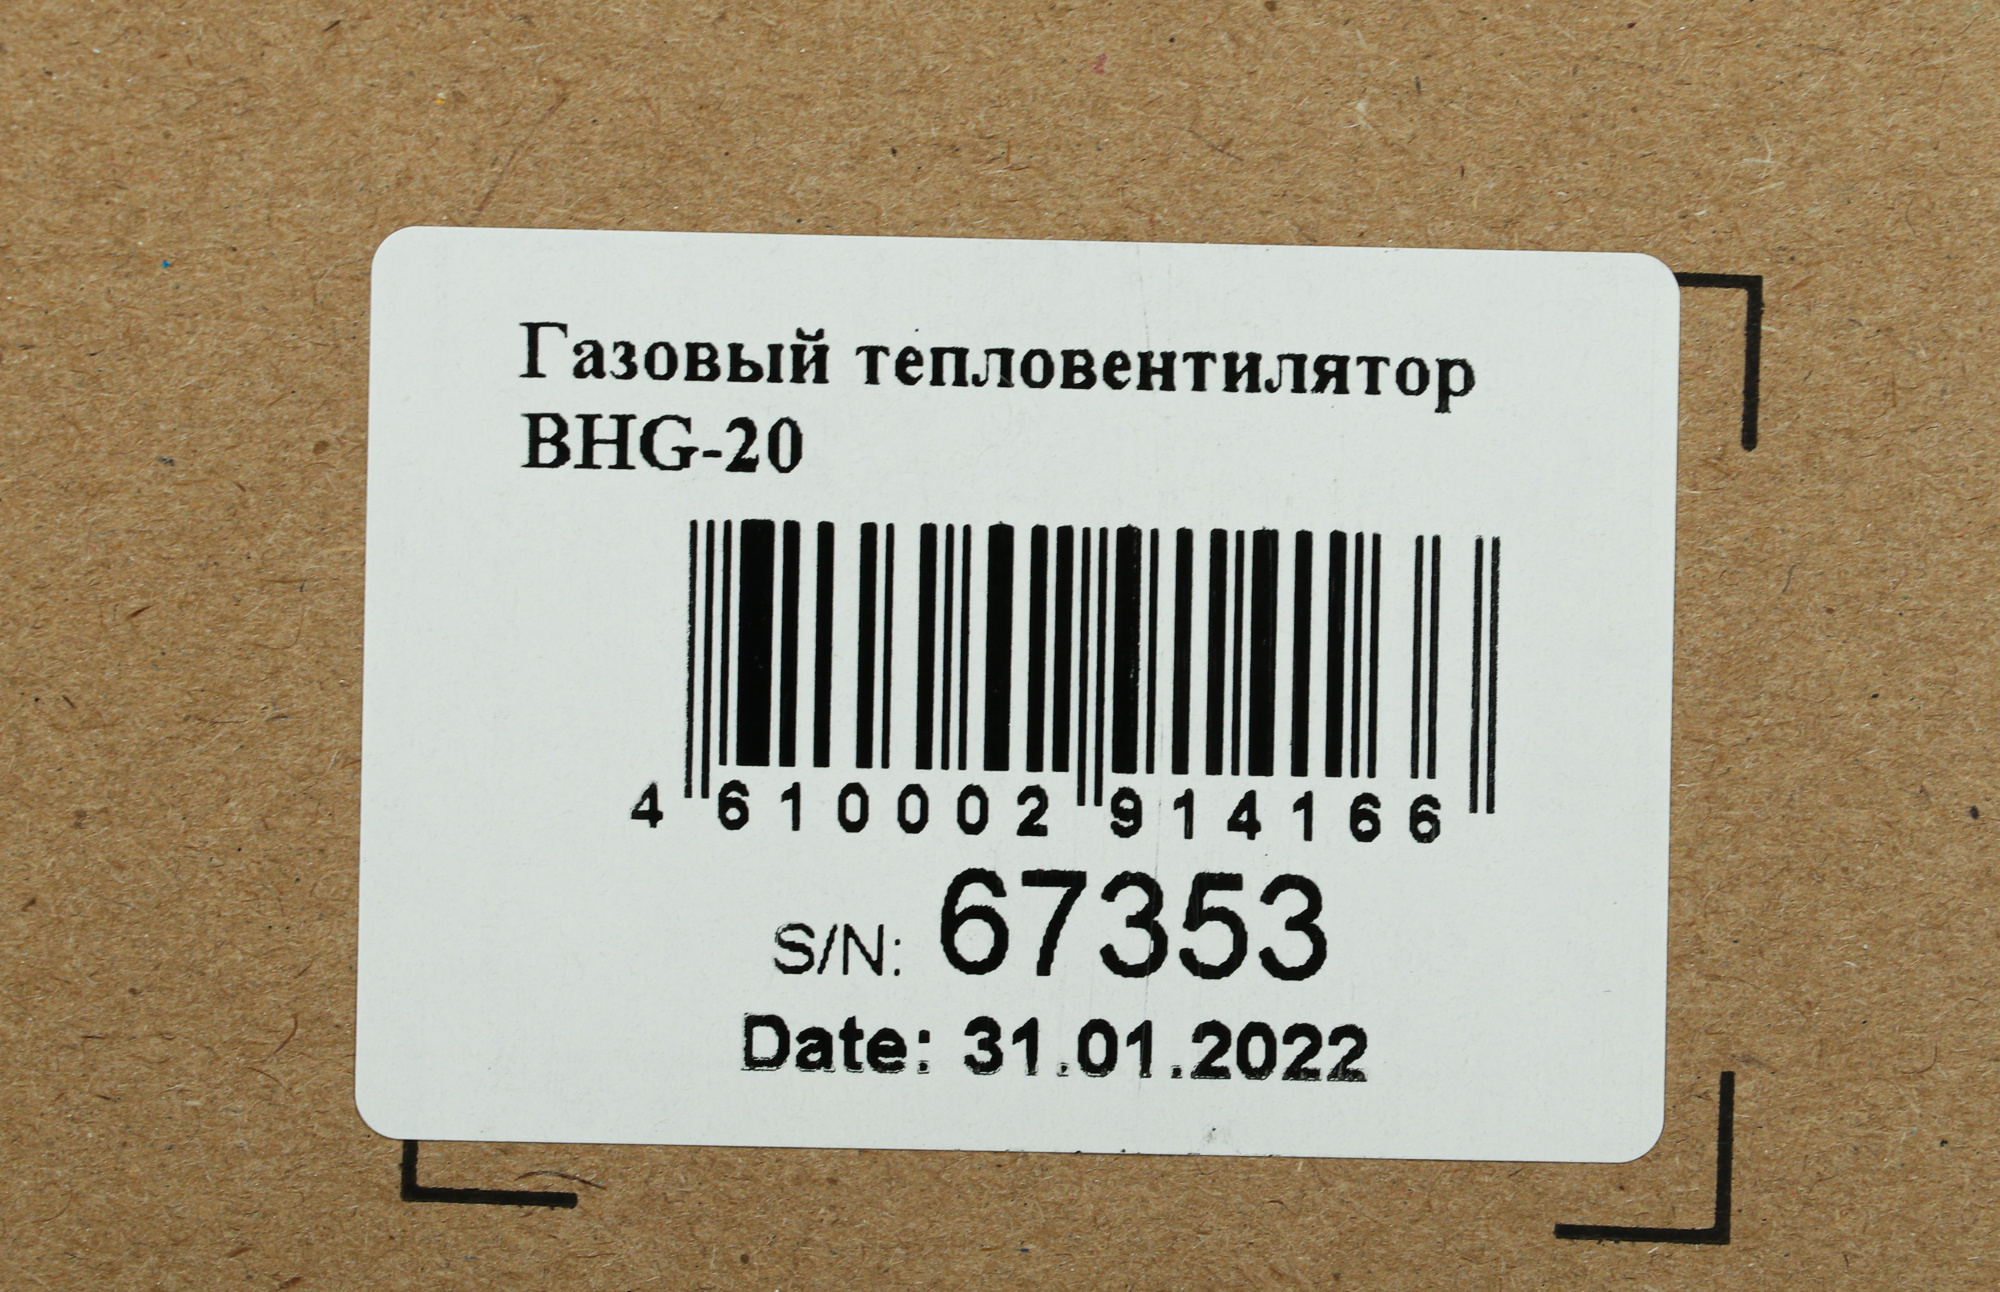 Газовый тепловентилятор
BHG-20
4 610002 914166
S/N: 67353
Date: 31.01.2022